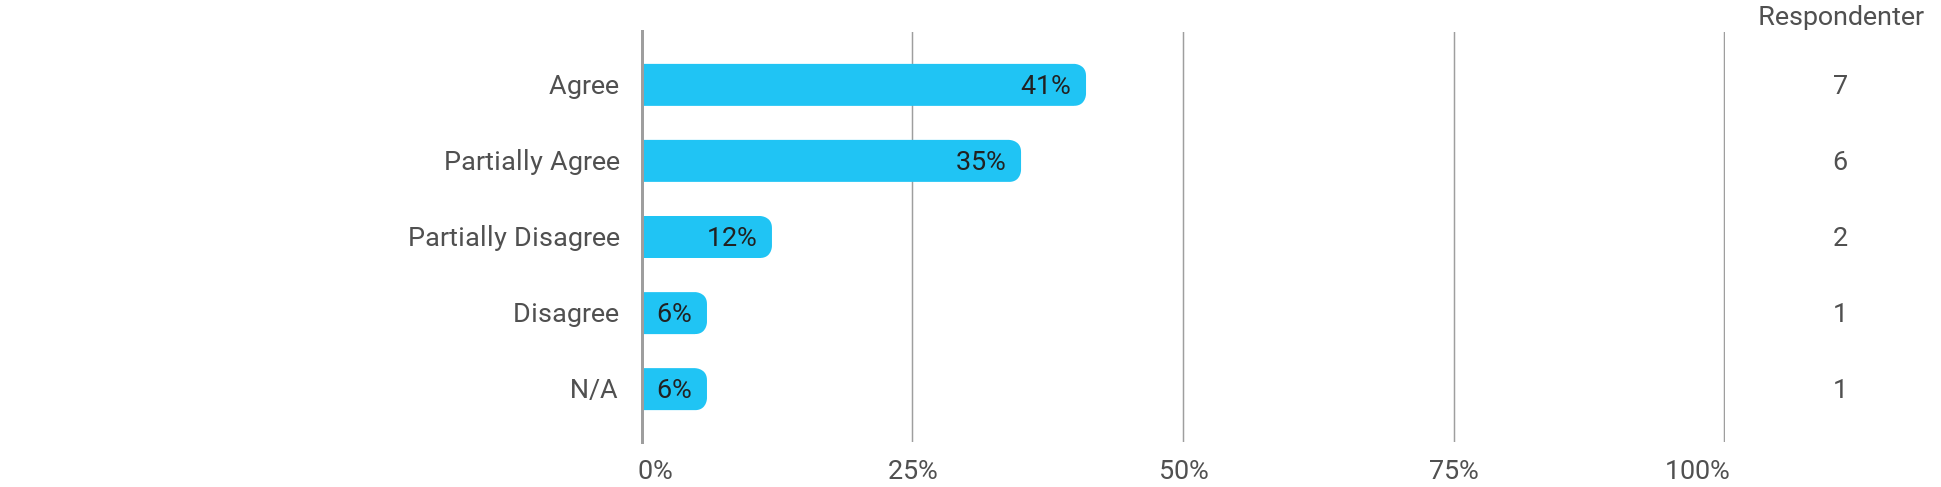 Respondenter
Agree 41% 7
Partially Agree 35% 6
Partially Disagree 12% 2
Disagree 6% 1
N/A 6% 1
0% 25% 50% 75% 100%